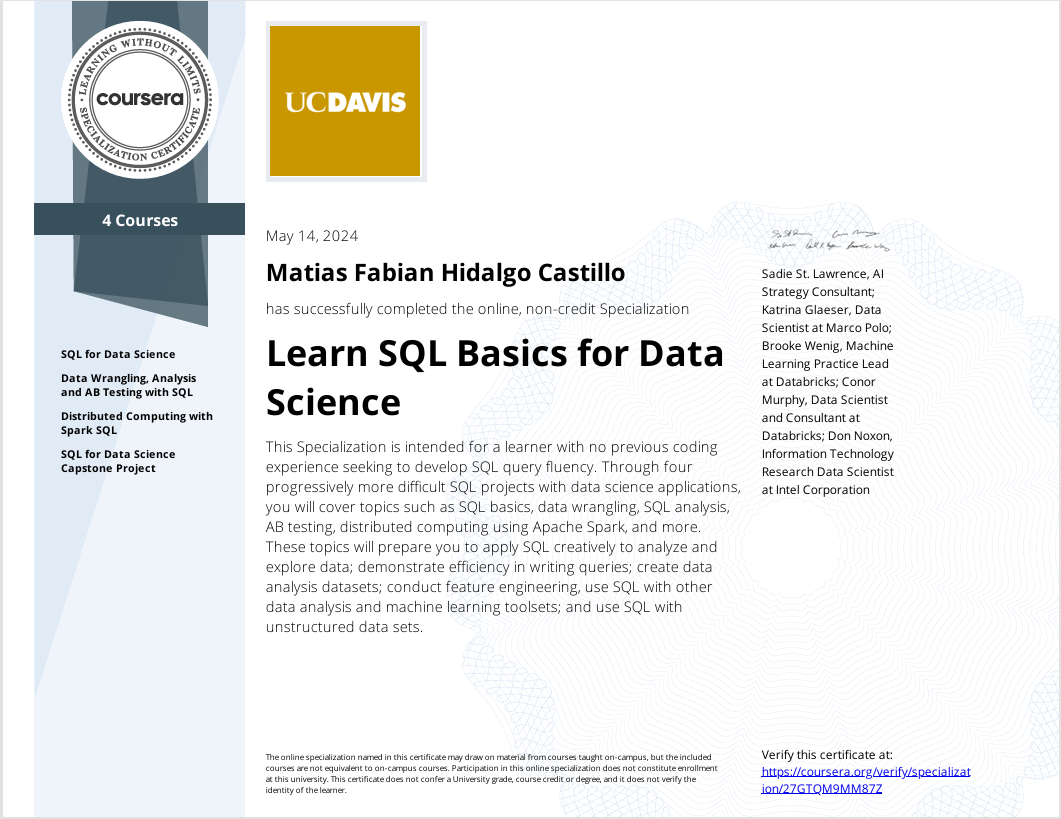 LEARNING WITHOUT LIMITS
coursera
SPECIALIZATION CERTIFICATE
4 Courses
SQL for Data Science
Data Wrangling, Analysis
and AB Testing with SQL
Distributed Computing with
Spark SQL
SQL for Data Science
Capstone Project
UCDAVIS
May 14, 2024
Matias Fabian Hidalgo Castillo
has successfully completed the online, non-credit Specialization
Learn SQL Basics for Data
Science
This Specialization is intended for a learner with no previous coding
experience seeking to develop SQL query fluency. Through four
progressively more difficult SQL projects with data science applications,
you will cover topics such as SQL basics, data wrangling, SQL analysis,
AB testing, distributed computing using Apache Spark, and more.
These topics will prepare you to apply SQL creatively to analyze and
explore data; demonstrate efficiency in writing queries; create data
analysis datasets; conduct feature engineering, use SQL with other
data analysis and machine learning toolsets; and use SQL with
unstructured data sets.
Sadie St. Lawrence, AI
Strategy Consultant;
Katrina Glaeser, Data
Scientist at Marco Polo;
Brooke Wenig, Machine
Learning Practice Lead
at Databricks; Conor
Murphy, Data Scientist
and Consultant at
Databricks; Don Noxon,
Information Technology
Research Data Scientist
at Intel Corporation
The online specialization named in this certificate may draw on material from courses taught on-campus, but the included
courses are not equivalent to on-campus courses. Participation in this online specialization does not constitute enrollment
at this university. This certificate does not confer a University grade, course credit or degree, and it does not verify the
identity of the learner.
Verify this certificate at:
https://coursera.org/verify/specializat
ion/27GTQM9MM87Z